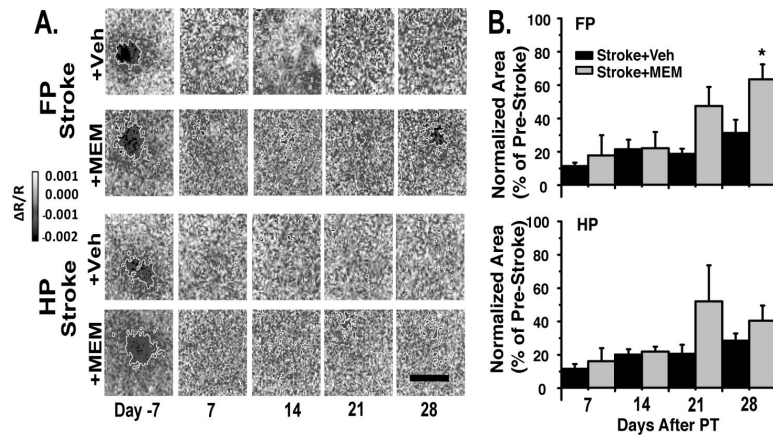 A.
FP Stroke
+Veh
+MEM
0.001
0.000
-0.001
-0.002
ΔR/R
HP Stroke
+Veh
+MEM
Day -7 7 14 21 28
B.
FP
Normalized Area
(% of Pre-Stroke)
100
80
60
40
20
0
Stroke+Veh
Stroke+MEM
*
HP
Normalized Area
(% of Pre-Stroke)
100
80
60
40
20
0
7 14 21 28
Days After PT